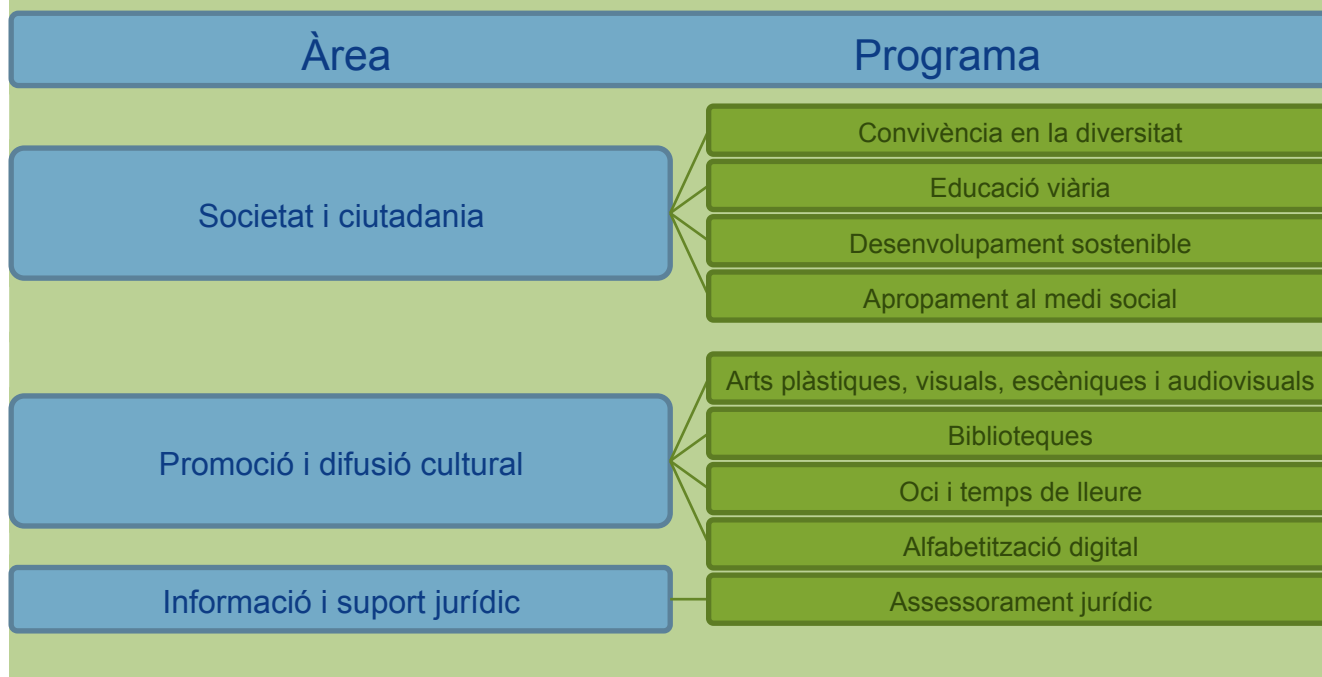 Àrea Programa
Societat i ciutadania
Convivència en la diversitat
Educació viària
Desenvolupament sostenible
Apropament al medi social
Promoció i difusió cultural
Arts plàstiques, visuals, escèniques i audiovisuals
Biblioteques
Oci i temps de lleure
Alfabetització digital
Informació i suport jurídic
Assessorament jurídic